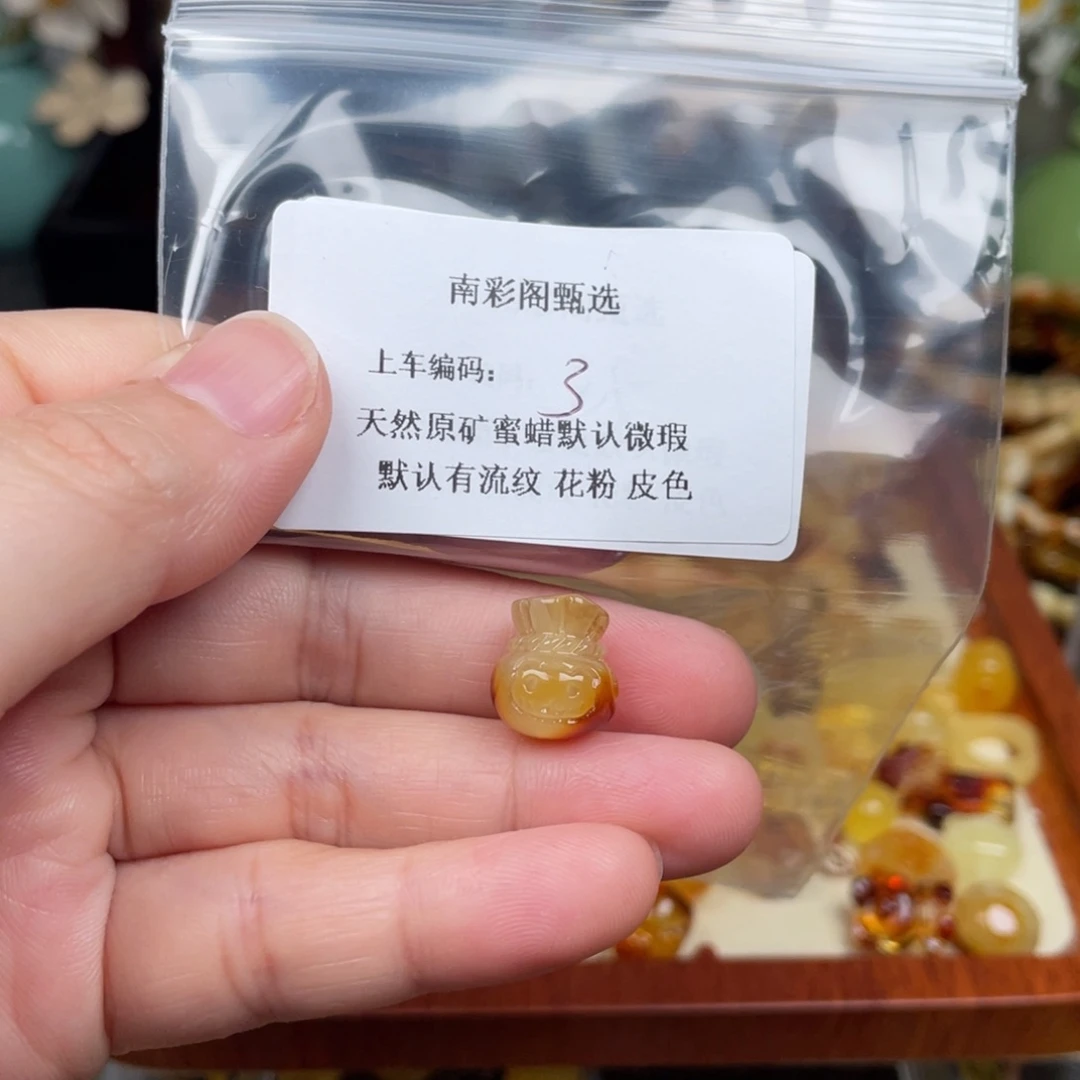 南彩阁甄选
上车编码: 3
天然原矿蜜蜡默认微瑕
默认有流纹 花粉 皮色